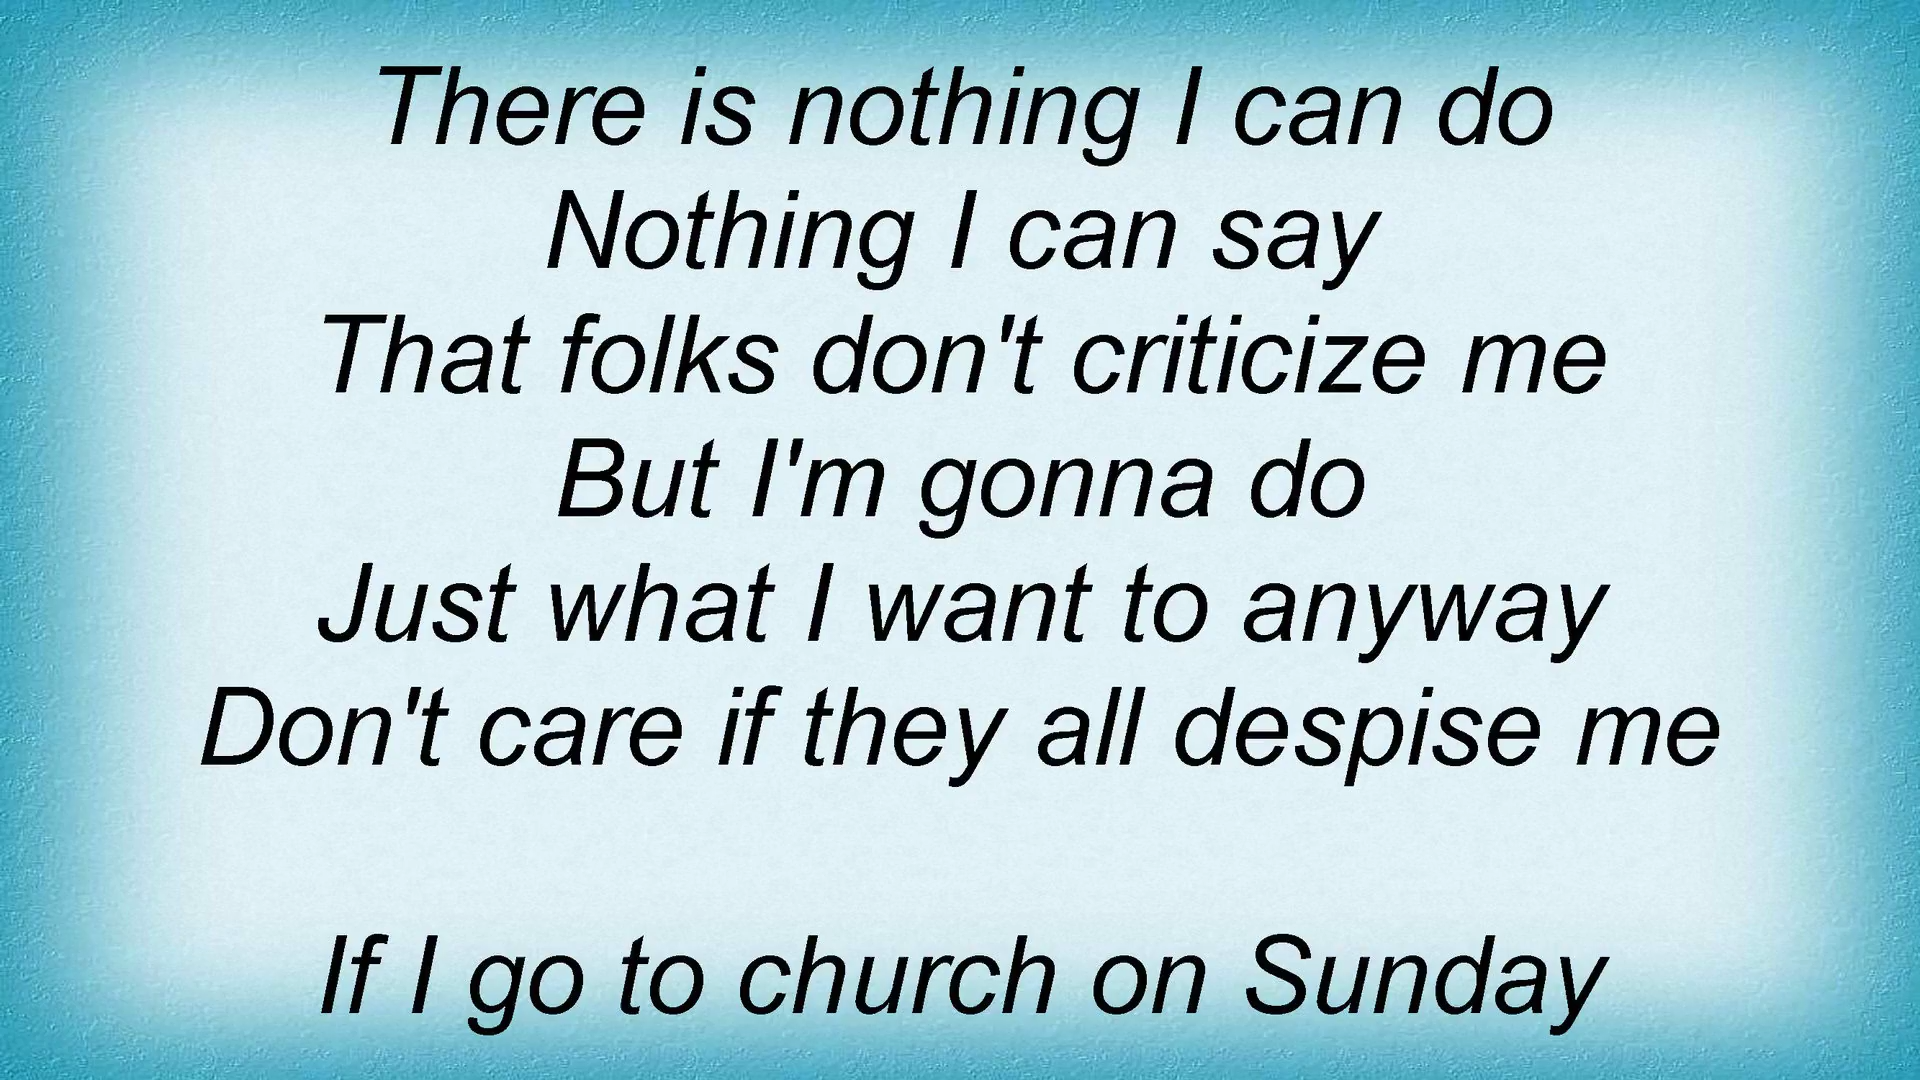 There is nothing I can do
Nothing I can say
That folks don't criticize me
But I'm gonna do
Just what I want to anyway
Don't care if they all despise me
If I go to church on Sunday